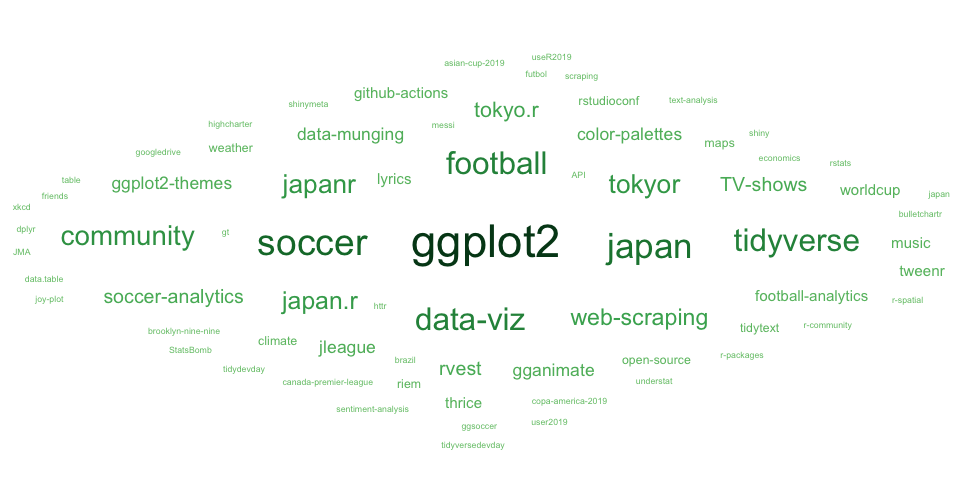 useR2019
asian-cup-2019
futbol
scraping
github-actions
rstudioconf
text-analysis
shinymeta
tokyo.r
highcharter
data-munging
messi
color-palettes
shiny
maps
weather
googledrive
economics
football
rstats
table
ggplot2-themes
japanr
lyrics
API
tokyor
TV-shows
worldcup
friends
japan
xkcd
bulletchartr
dplyr
community
gt
soccer
ggplot2
japan
tidyverse
music
JMA
tweenr
data.table
joy-plot
soccer-analytics
japan.r
httr
football-analytics
r-spatial
data-viz
web-scraping
brooklyn-nine-nine
tidytext
r-community
StatsBomb
climate
jleague
brazil
open-source
r-packages
tidydevday
rvest
gganimate
canada-premier-league
riem
understat
sentiment-analysis
thrice
copa-america-2019
ggsoccer
user2019
tidyversedevday